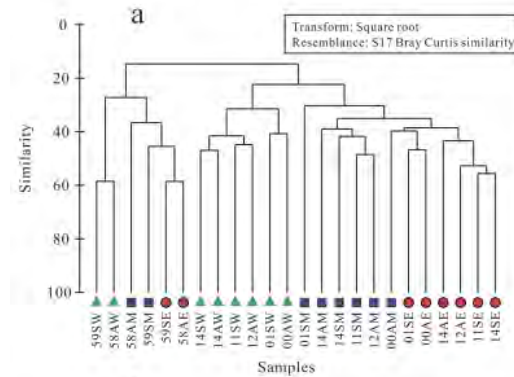 a
Transform: Square root
Resemblance: S17 Bray Curtis similarity
0
20
40
60
80
100
Similarity
59SW
58AW
58AM
59SM
59SE
58AE
14SW
14AW
11SW
12AW
01SW
00AW
01SM
14AM
14SM
11SM
12AM
00AM
01SE
00AE
14AE
12AE
11SE
14SE
Samples